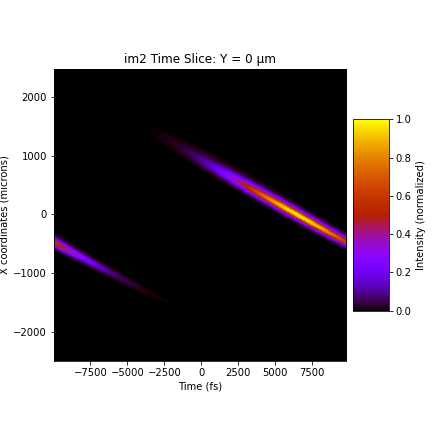 im2 Time Slice: Y = 0 μm
2000
1000
0
−1000
−2000
X coordinates (microns)
−7500 −5000 −2500 0 2500 5000 7500
Time (fs)
1.0
0.8
0.6
0.4
0.2
0.0
Intensity (normalized)